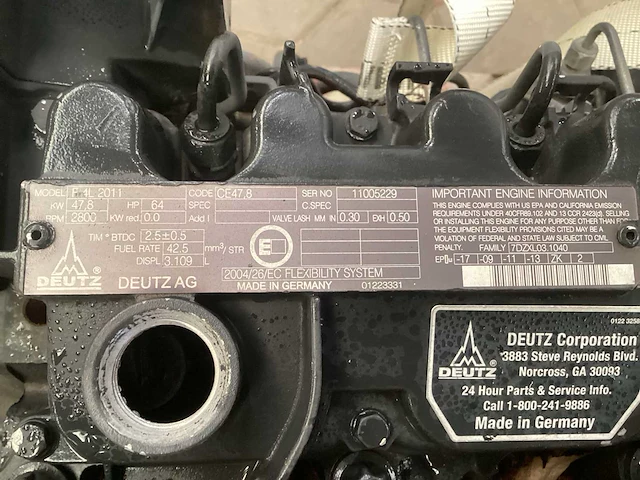 MODEL F 4L 2011 CODE CE47,8 SER NO 11005229
KW 47,8 HP 64 SPEC C.SPEC
RPM 2800 KW red. 0.0 Add I VALVE LASH MM IN 0.30 EXH 0.50
TIM ° BTDC 2.5±0.5
FUEL RATE 42.5 mm³/STR
DISPL 3.109 L
E
2004/26/EC FLEXIBILITY SYSTEM
DEUTZ
DEUTZ AG
MADE IN GERMANY 01223331
IMPORTANT ENGINE INFORMATION
THIS ENGINE COMPLIES WITH US EPA AND CALIFORNIA EMISSION
REQUIREMENTS UNDER 40CFR89.102 AND 13 CCR 2423(d). SELLING
OR INSTALLING THIS ENGINE FOR ANY PURPOSE OTHER THAN FOR
THE EQUIPMENT FLEXIBILITY PROVISIONS CITED MAY BE A
VIOLATION OF FEDERAL AND STATE LAW SUBJECT TO CIVIL
PENALTY. FAMILY 7DZXL03.1040
-17 -09 -11 -13 ZK 2
0122 3258
DEUTZ
DEUTZ Corporation
3883 Steve Reynolds Blvd.
Norcross, GA 30093
24 Hour Parts & Service Info.
Call 1-800-241-9886
Made in Germany